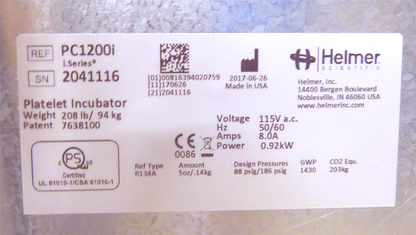 REF PC1200i
i.Series®
SN 2041116
Platelet Incubator
Weight 208 lb/ 94 kg
Patent 7638100
(01)00816394020759
(11)170626
(21)2041116
2017-06-26
Made in USA
Helmer
SCIENTIFIC
Helmer, Inc.
14400 Bergen Boulevard
Noblesville, IN 46060 USA
www.helmerinc.com
CE
0086
Voltage 115V a.c.
Hz 50/60
Amps 8.0A
Power 0.92kW
PS
Certified
UL 61010-1/CSA 61010-1
Ref Type Amount Design Pressures GWP CO2 Equ.
R134A 5oz/.14kg 88 psig/186 psig 1430 203kg